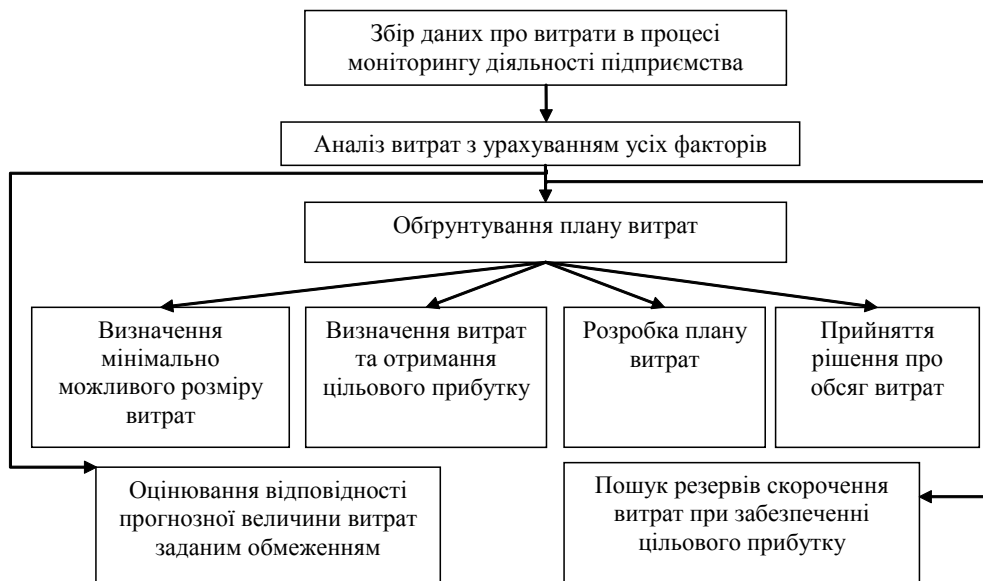 Збір даних про витрати в процесі
моніторингу діяльності підприємства
Аналіз витрат з урахуванням усіх факторів
Обґрунтування плану витрат
Визначення
мінімально
можливого розміру
витрат
Визначення витрат
та отримання
цільового прибутку
Розробка плану
витрат
Прийняття
рішення про
обсяг витрат
Оцінювання відповідності
прогнозної величини витрат
заданим обмеженням
Пошук резервів скорочення
витрат при забезпеченні
цільового прибутку